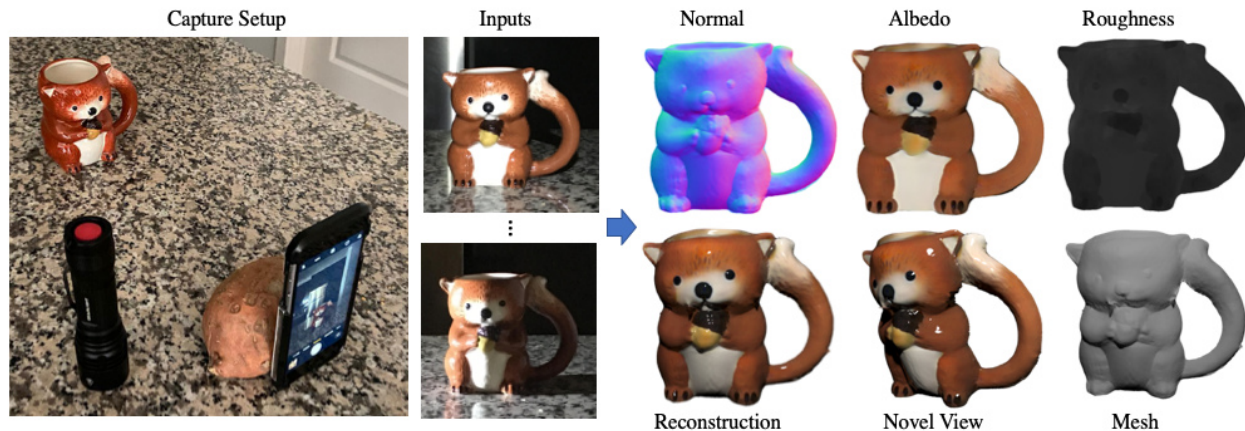 Capture Setup
Inputs
Normal
Albedo
Roughness
Reconstruction
Novel View
Mesh